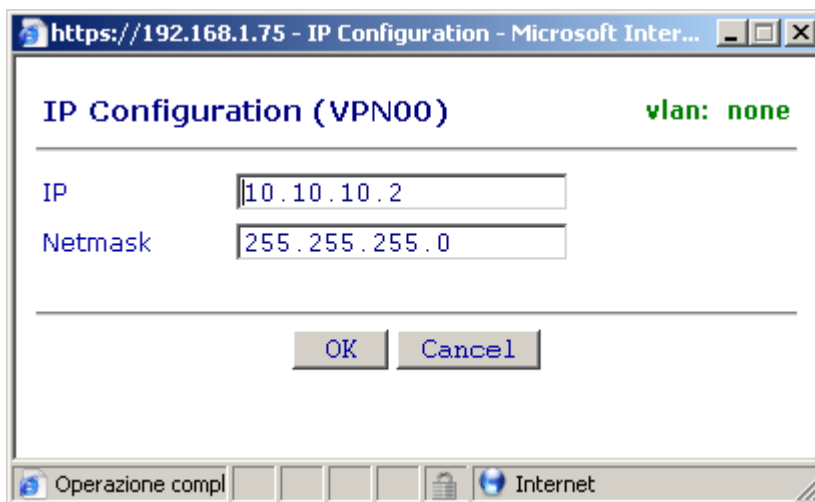 https://192.168.1.75 - IP Configuration - Microsoft Inter...
IP Configuration (VPN00) vlan: none
IP 10.10.10.2
Netmask 255.255.255.0
OK Cancel
Operazione compl Internet